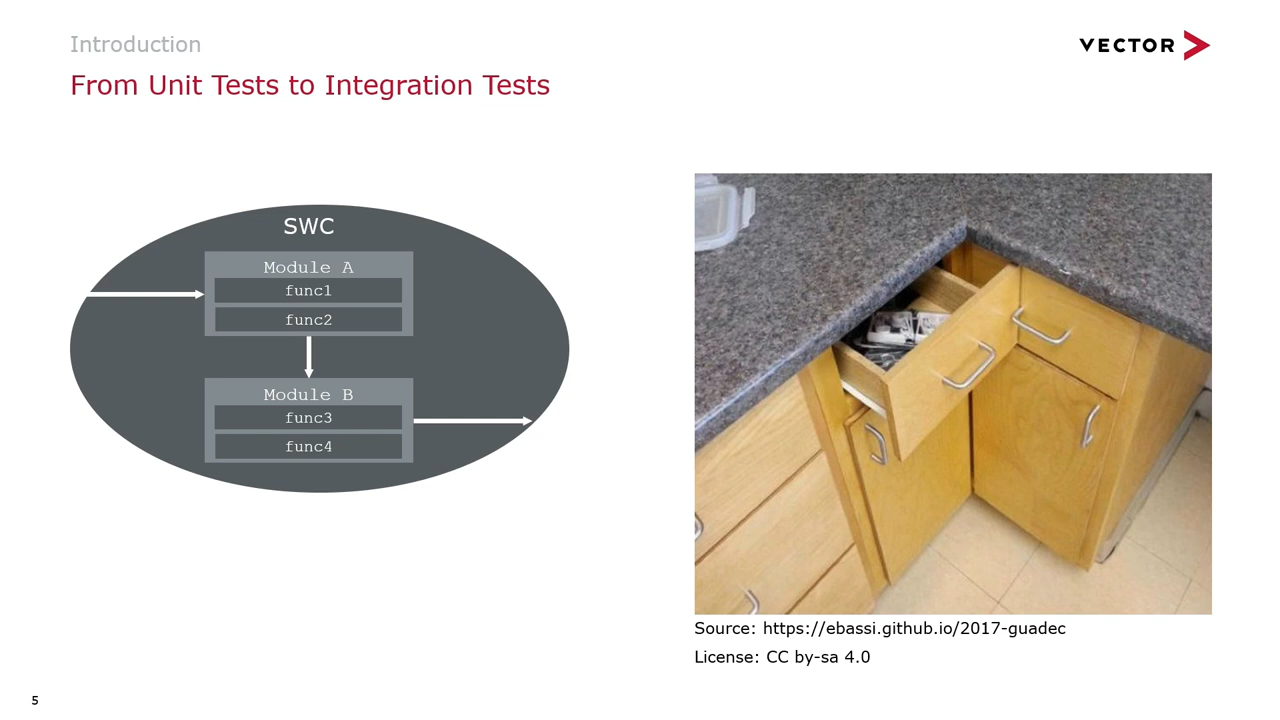 Introduction
VECTOR
From Unit Tests to Integration Tests
SWC
Module A
func1
func2
Module B
func3
func4
Source: https://ebassi.github.io/2017-guadec
License: CC by-sa 4.0
5